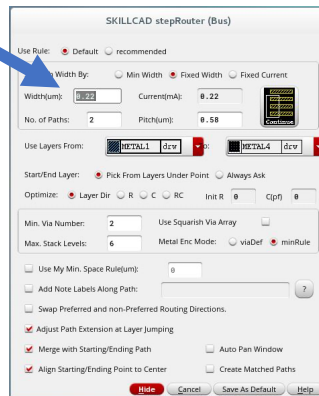 SKILLCAD stepRouter (Bus)
Use Rule: Default recommended
Width By: Min Width Fixed Width Fixed Current
Width(um): 0.22 Current(mA): 0.22
No. of Paths: 2 Pitch(um): 0.58 Continue
Use Layers From: METAL1 drw METAL4 drw
Start/End Layer: Pick From Layers Under Point Always Ask
Optimize: Layer Dir R C RC Init R 0 C(pf) 0
Min. Via Number: 2 Use Squarish Via Array
Max. Stack Levels: 6 Metal Enc Mode: viaDef minRule
Use My Min. Space Rule(um): 0
Add Note Labels Along Path: ?
Swap Preferred and non-Preferred Routing Directions.
Adjust Path Extension at Layer Jumping
Merge with Starting/Ending Path Auto Pan Window
Align Starting/Ending Point to Center Create Matched Paths
Hide Cancel Save As Default Help